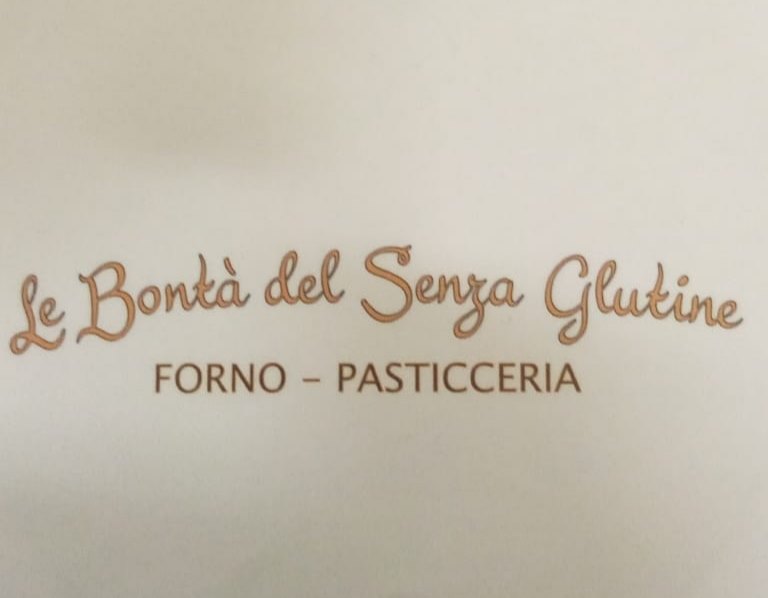 Le Bontà del Senza Glutine
FORNO – PASTICCERIA